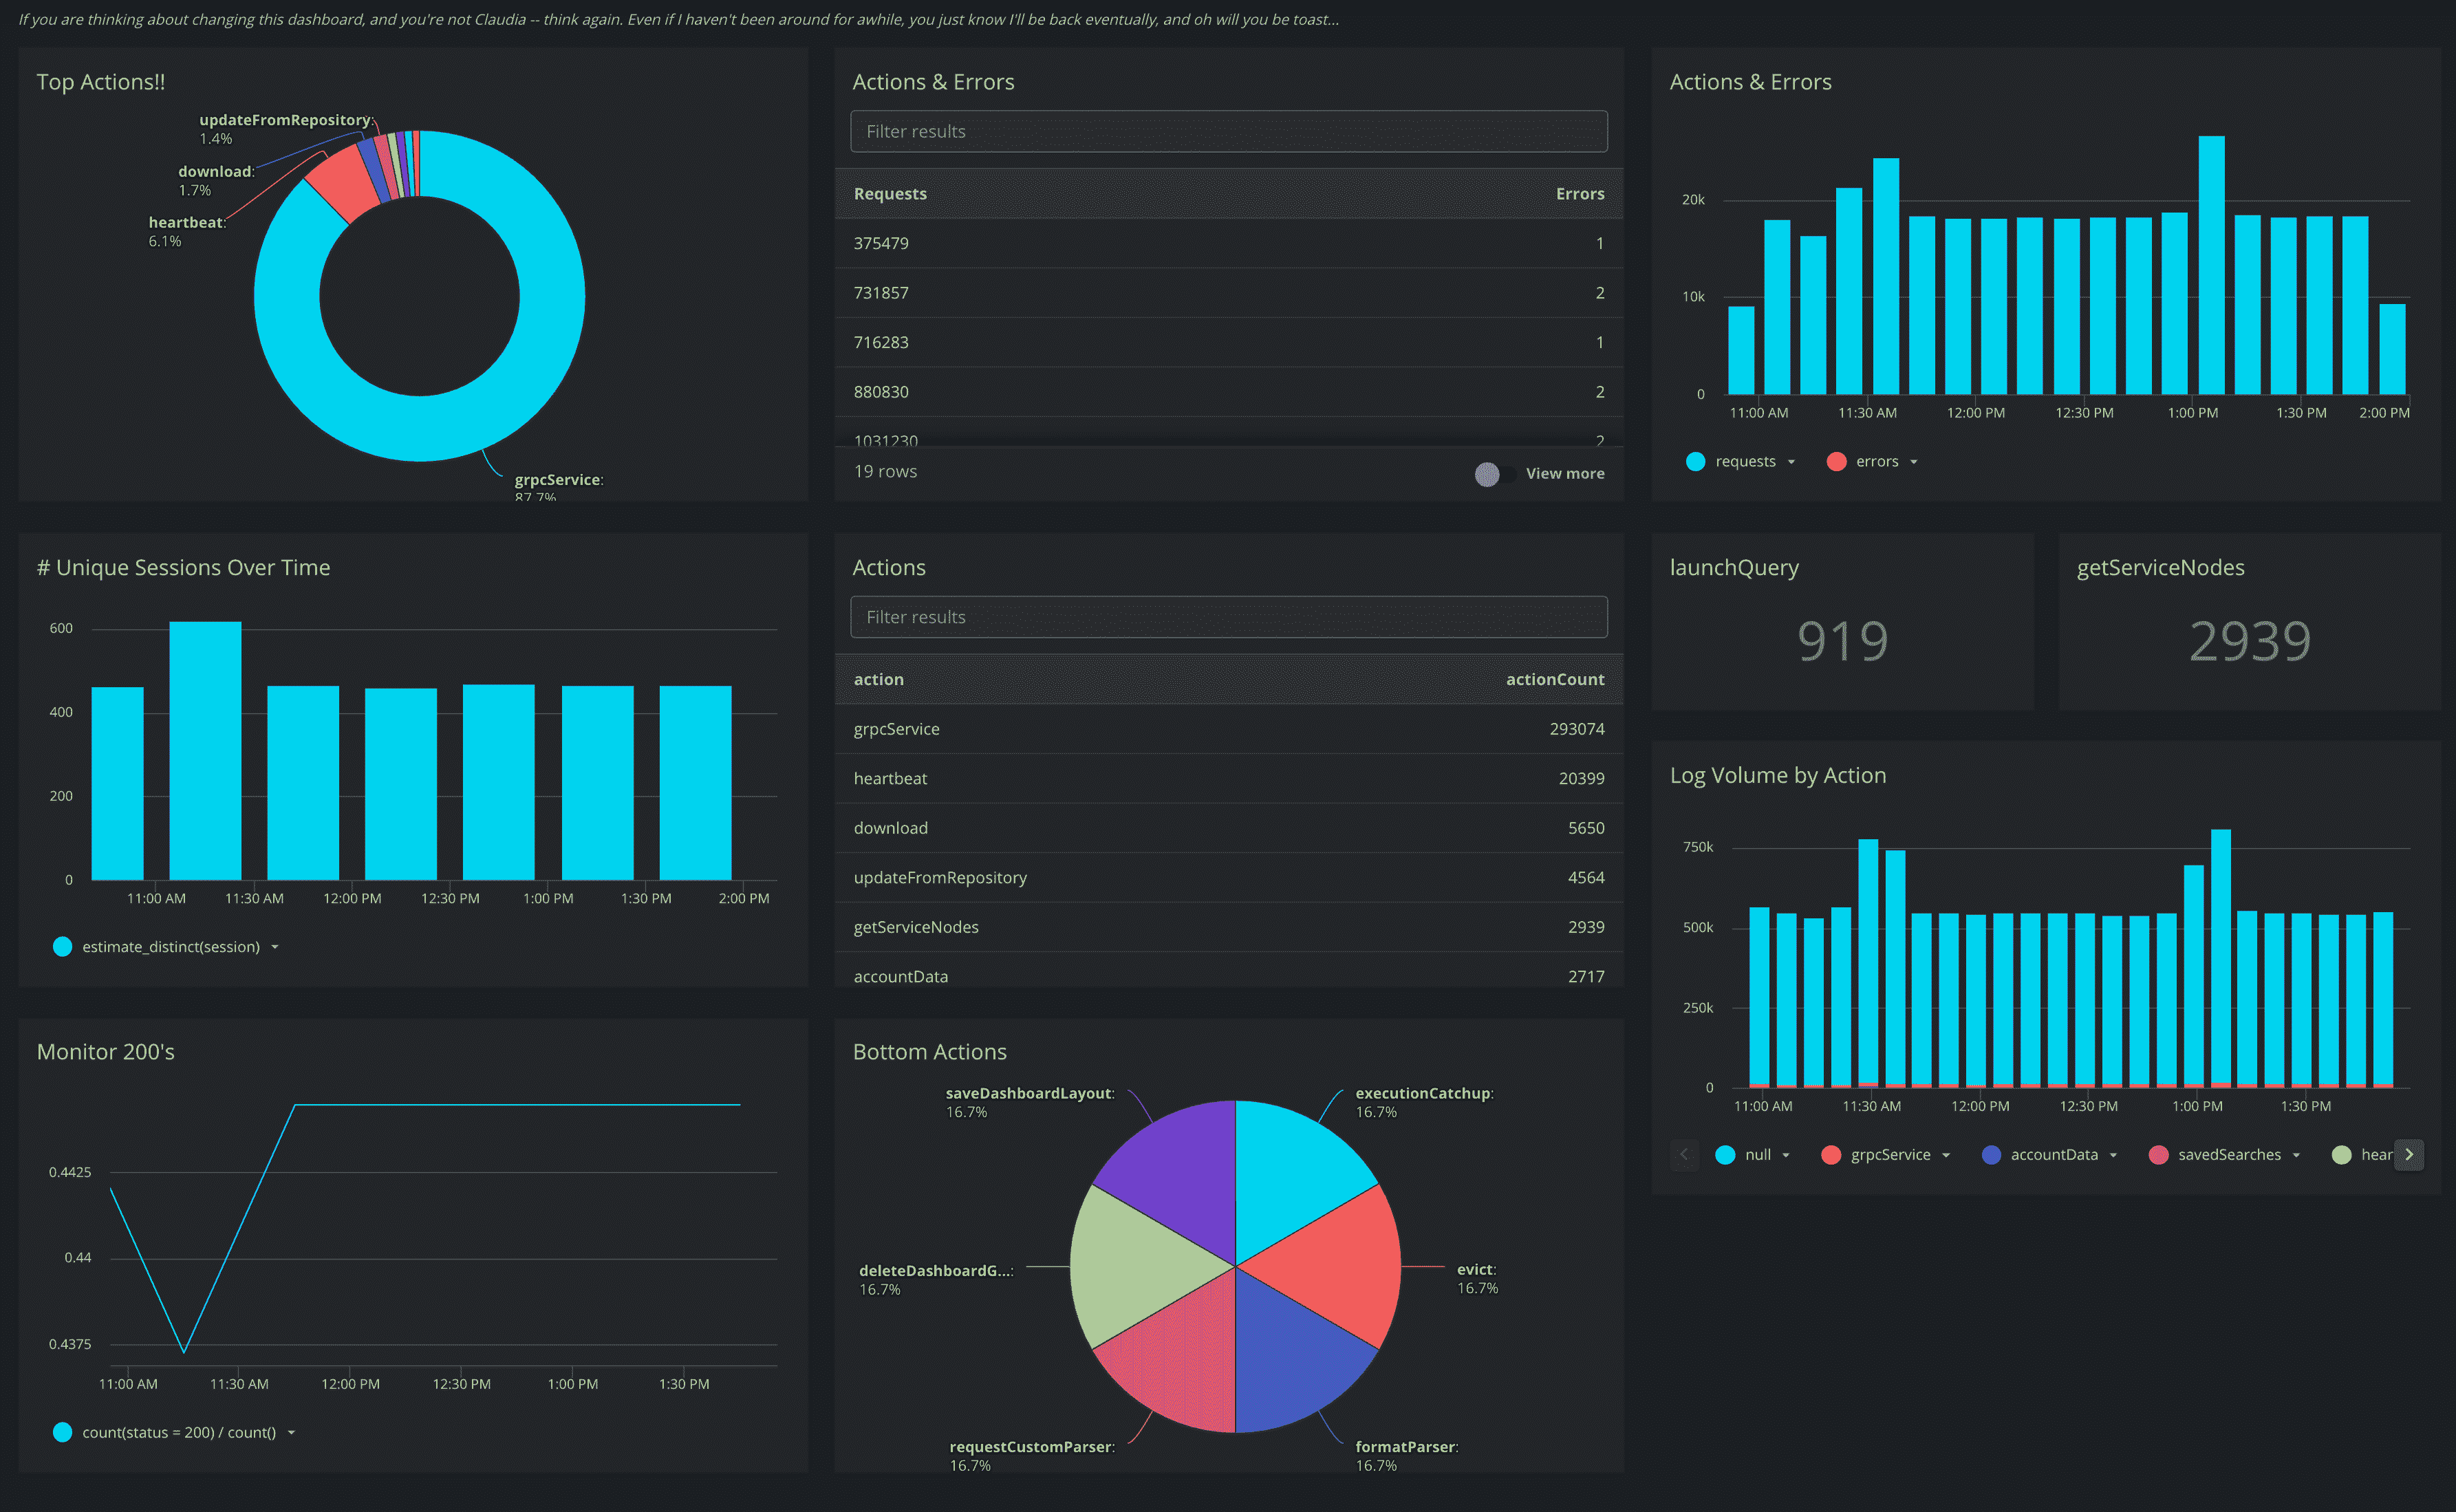 If you are thinking about changing this dashboard, and you're not Claudia -- think again. Even if I haven't been around for awhile, you just know I'll be back eventually, and oh will you be toast...
Top Actions!!
updateFromRepository:
1.4%
download:
1.7%
heartbeat:
6.1%
grpcService:
87.7%
Actions & Errors
Filter results
Requests Errors
375479 1
731857 2
716283 1
880830 2
1031230 2
19 rows View more
Actions & Errors
20k
10k
0
11:00 AM 11:30 AM 12:00 PM 12:30 PM 1:00 PM 1:30 PM 2:00 PM
requests errors
# Unique Sessions Over Time
600
400
200
0
11:00 AM 11:30 AM 12:00 PM 12:30 PM 1:00 PM 1:30 PM 2:00 PM
estimate_distinct(session)
Actions
Filter results
action actionCount
grpcService 293074
heartbeat 20399
download 5650
updateFromRepository 4564
getServiceNodes 2939
accountData 2717
launchQuery
919
getServiceNodes
2939
Log Volume by Action
750k
500k
250k
0
11:00 AM 11:30 AM 12:00 PM 12:30 PM 1:00 PM 1:30 PM
null grpcService accountData savedSearches hear
Monitor 200's
0.4425
0.44
0.4375
11:00 AM 11:30 AM 12:00 PM 12:30 PM 1:00 PM 1:30 PM
count(status = 200) / count()
Bottom Actions
saveDashboardLayout:
16.7%
executionCatchup:
16.7%
deleteDashboardG...:
16.7%
evict:
16.7%
requestCustomParser:
16.7%
formatParser:
16.7%